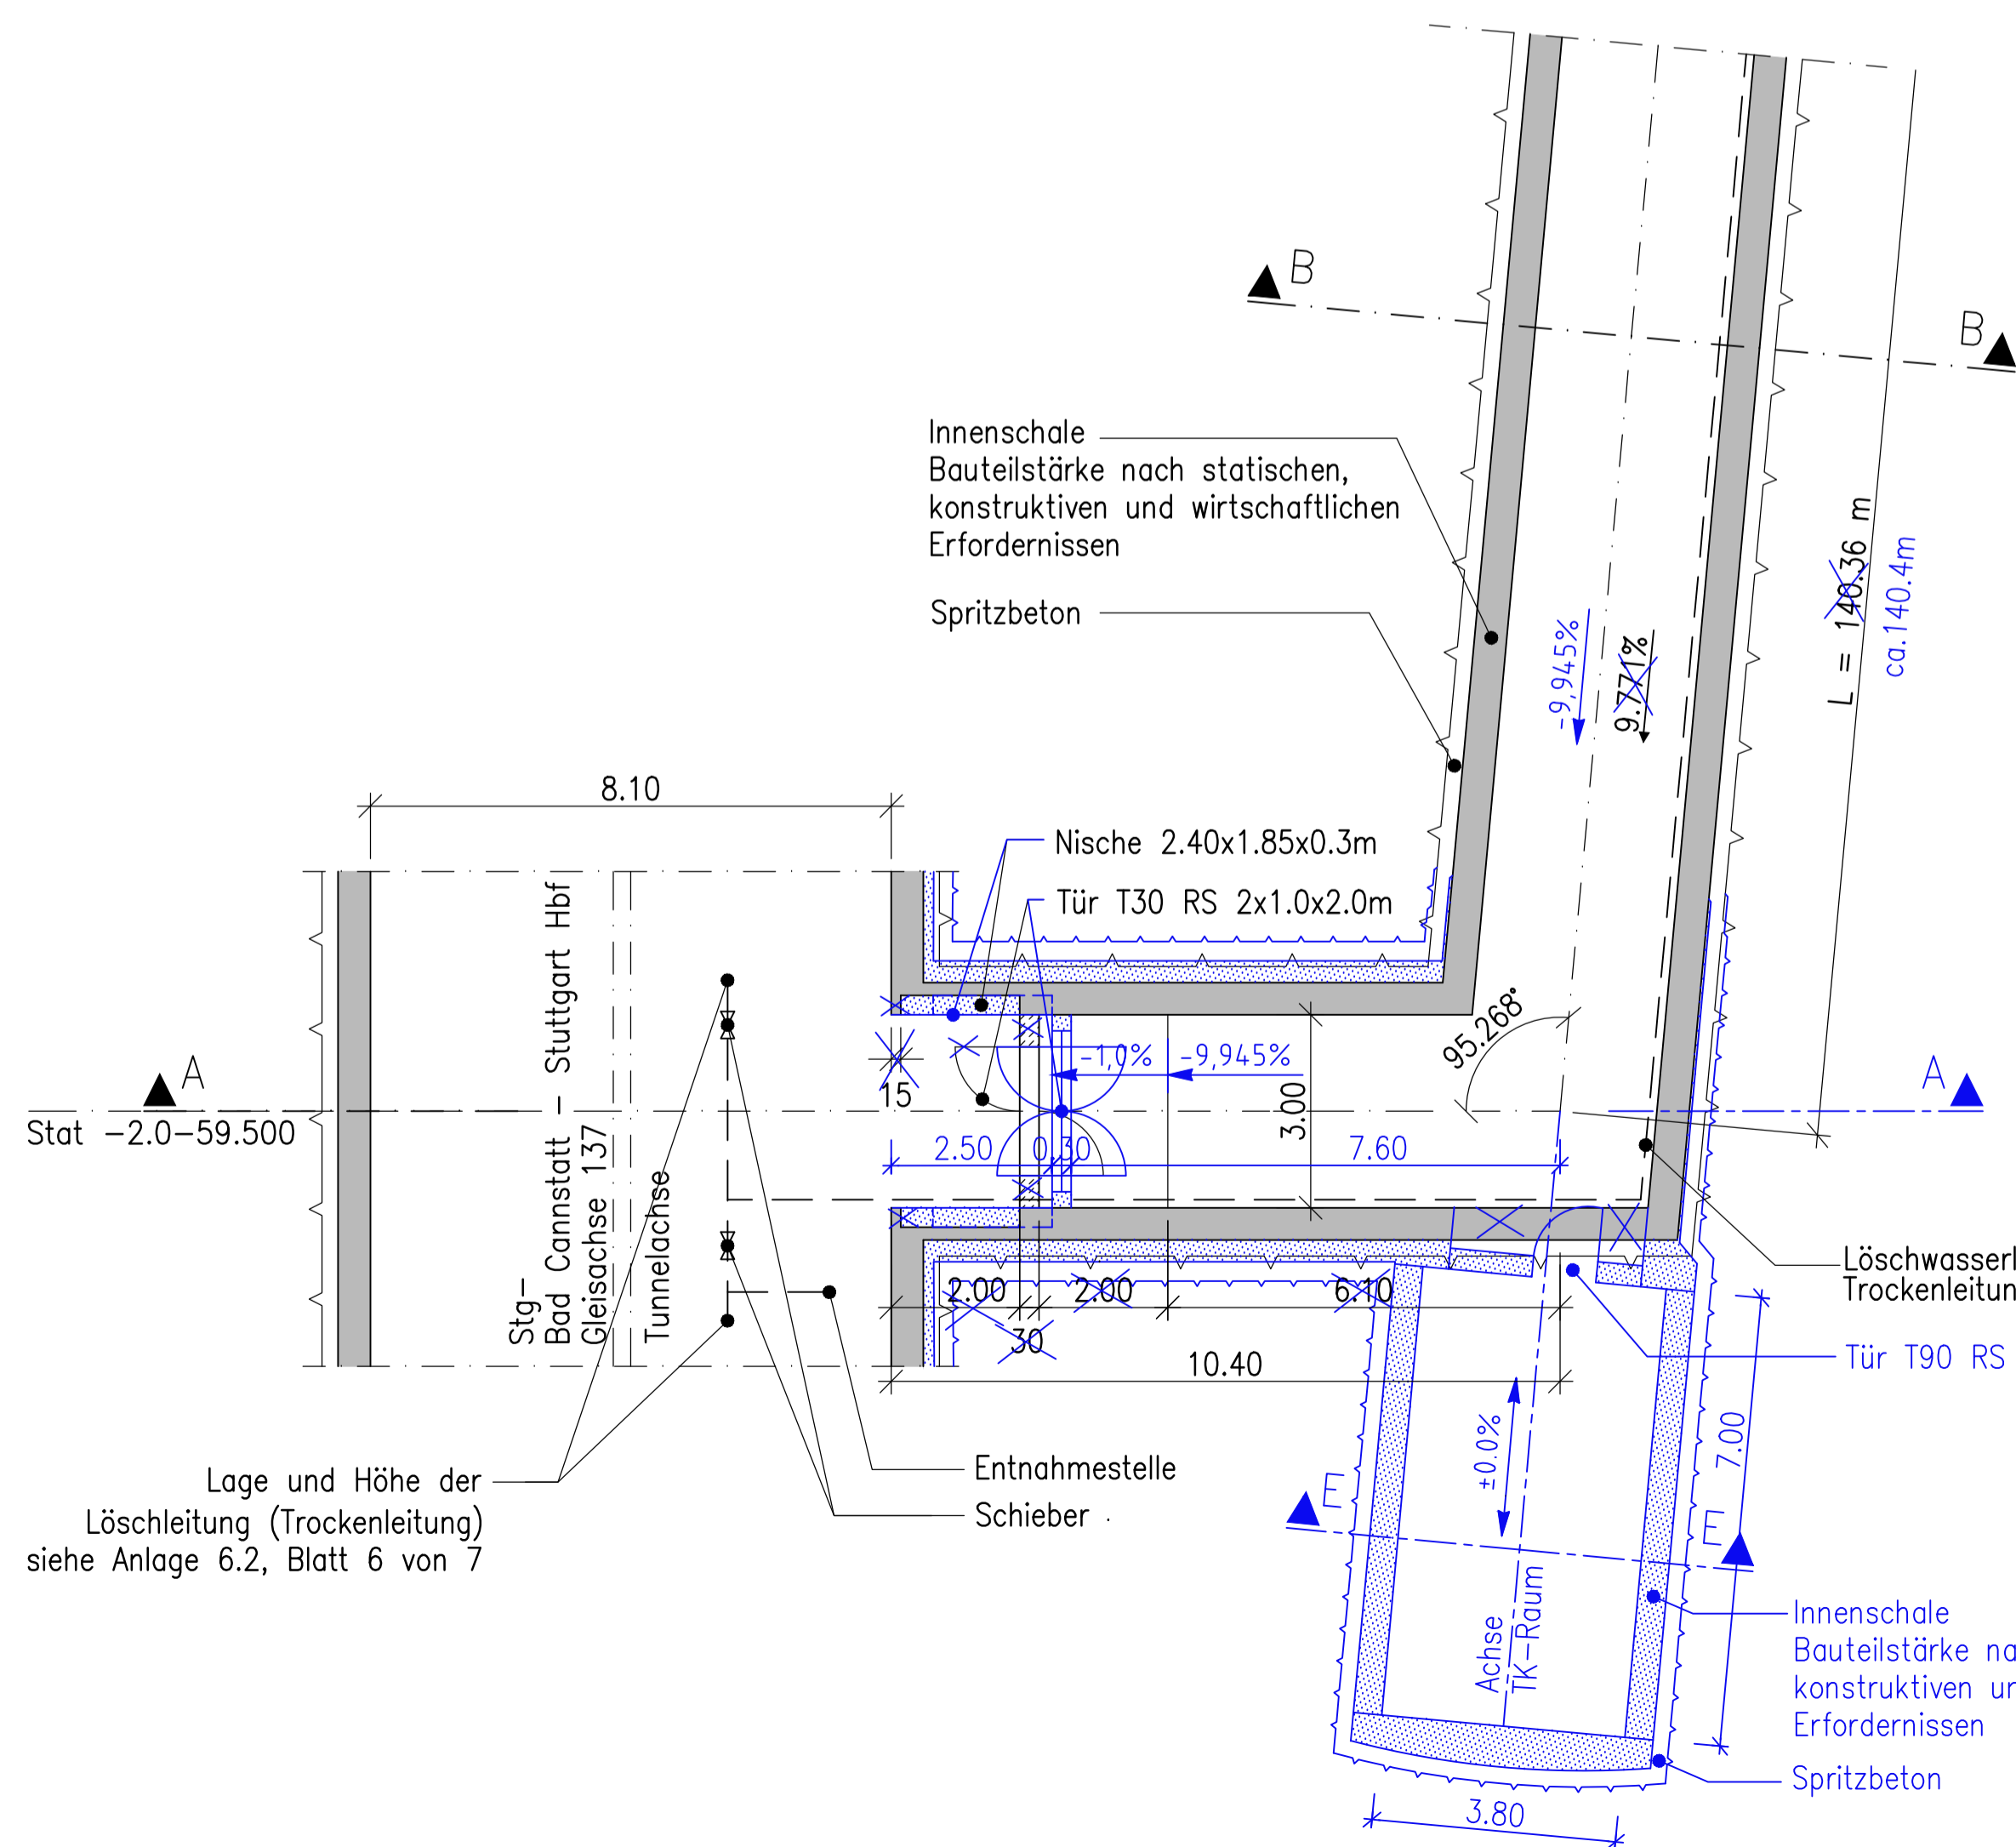 B
B
Innenschale
Bauteilstärke nach statischen,
konstruktiven und wirtschaftlichen
Erfordernissen
Spritzbeton
L = 140.36 m
ca.140.4m
-9,945%
9.771%
8.10
Nische 2.40x1.85x0.3m
Tür T30 RS 2x1.0x2.0m
95.268°
A
A
Stat -2.0-59.500
Stg-
Bad Cannstatt - Stuttgart Hbf
Gleisachse 137
Tunnelachse
15
-1,0%
-9,945%
3.00
2.50
0.30
7.60
2.00
2.00
6.10
30
10.40
Löschwasserl
Trockenleitun
Tür T90 RS
7.00
±0.0%
Lage und Höhe der
Löschleitung (Trockenleitung)
siehe Anlage 6.2, Blatt 6 von 7
Entnahmestelle
Schieber
E
E
Achse
TK-Raum
Innenschale
Bauteilstärke na
konstruktiven un
Erfordernissen
Spritzbeton
3.80